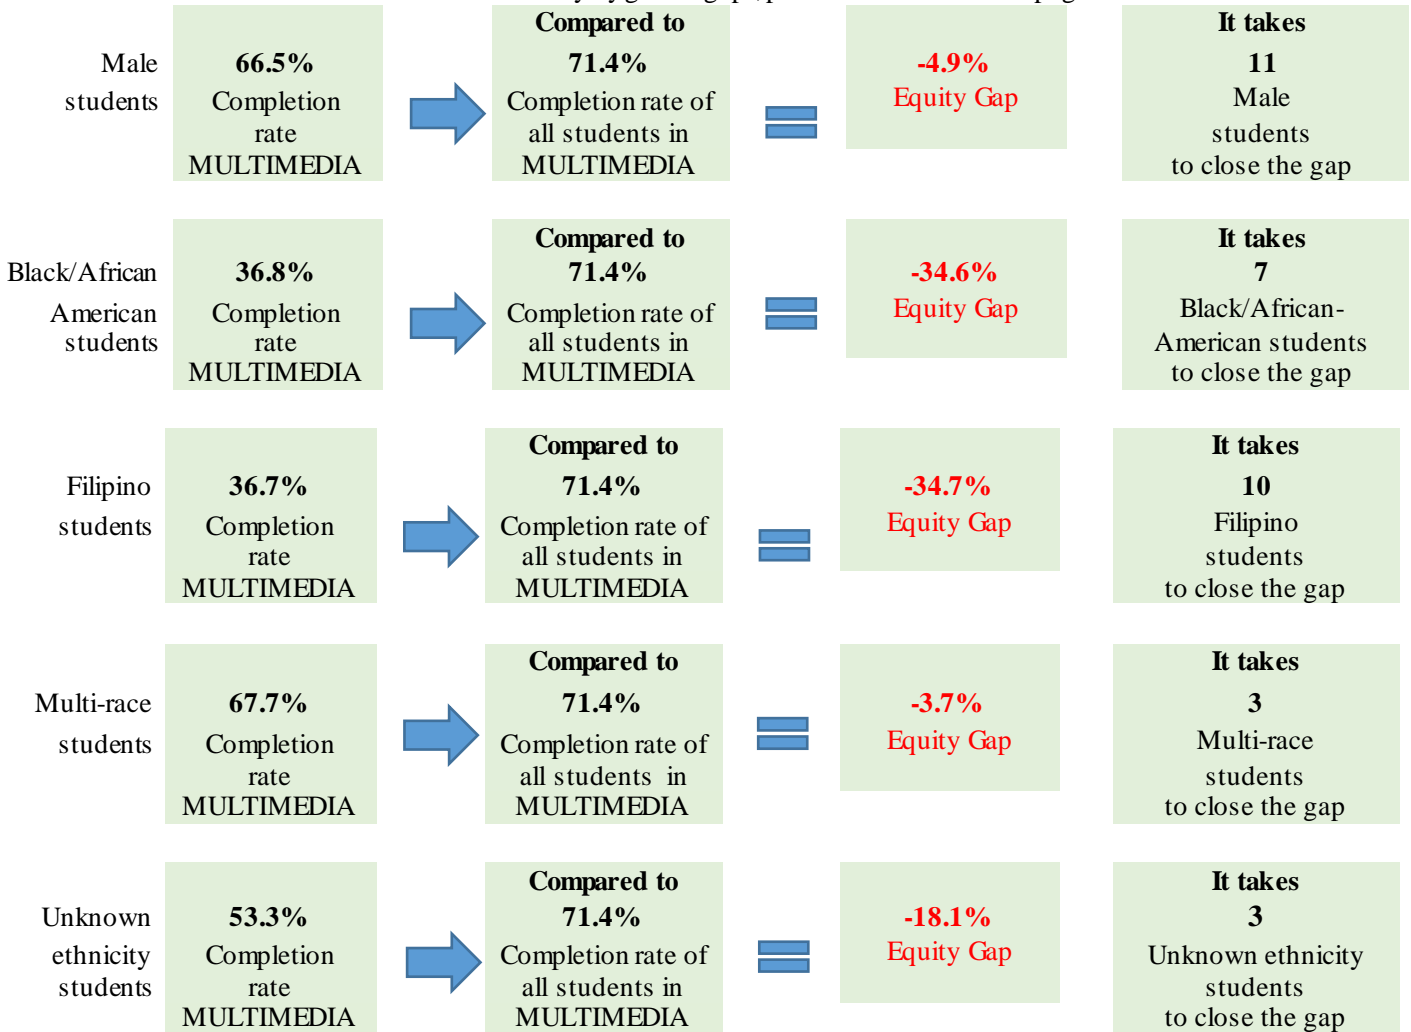 Male
students
66.5%
Completion
rate
MULTIMEDIA
Compared to
71.4%
Completion rate of
all students in
MULTIMEDIA
-4.9%
Equity Gap
It takes
11
Male
students
to close the gap
Black/African
American
students
36.8%
Completion
rate
MULTIMEDIA
Compared to
71.4%
Completion rate of
all students in
MULTIMEDIA
-34.6%
Equity Gap
It takes
7
Black/African-
American students
to close the gap
Filipino
students
36.7%
Completion
rate
MULTIMEDIA
Compared to
71.4%
Completion rate of
all students in
MULTIMEDIA
-34.7%
Equity Gap
It takes
10
Filipino
students
to close the gap
Multi-race
students
67.7%
Completion
rate
MULTIMEDIA
Compared to
71.4%
Completion rate of
all students in
MULTIMEDIA
-3.7%
Equity Gap
It takes
3
Multi-race
students
to close the gap
Unknown
ethnicity
students
53.3%
Completion
rate
MULTIMEDIA
Compared to
71.4%
Completion rate of
all students in
MULTIMEDIA
-18.1%
Equity Gap
It takes
3
Unknown ethnicity
students
to close the gap